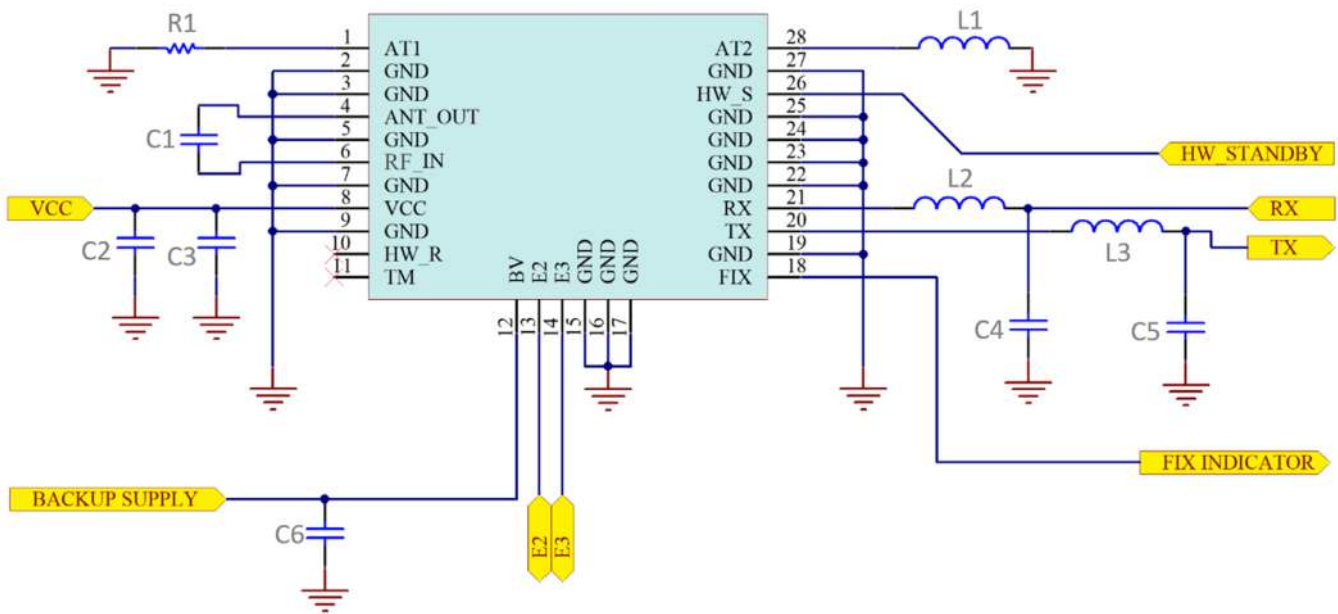 R1
1
AT1
2
GND
3
GND
4
ANT_OUT
5
GND
6
RF_IN
7
GND
8
VCC
9
GND
10
HW_R
11
TM
C1
VCC
C2
C3
28
AT2
27
GND
26
HW_S
25
GND
24
GND
23
GND
22
GND
21
RX
20
TX
19
GND
18
FIX
L1
HW_STANDBY
L2
RX
TX
L3
C4
C5
BV
E2
E3
GND
GND
GND
12
13
14
15
16
17
FIX INDICATOR
BACKUP SUPPLY
C6
E2
E3